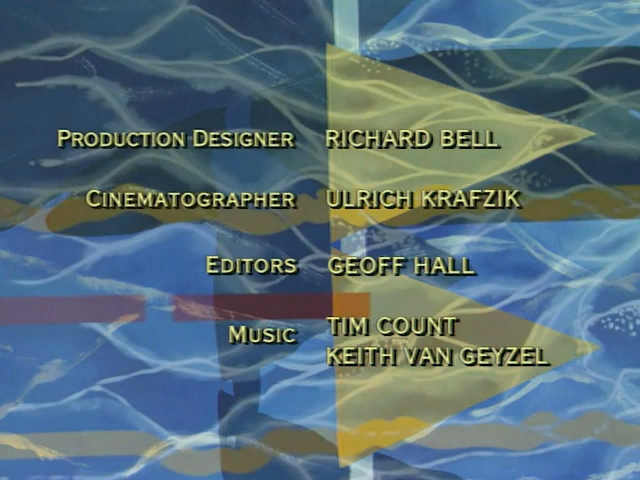 PRODUCTION DESIGNER RICHARD BELL
CINEMATOGRAPHER ULRICH KRAFZIK
EDITORS GEOFF HALL
MUSIC TIM COUNT
KEITH VAN GEYZEL